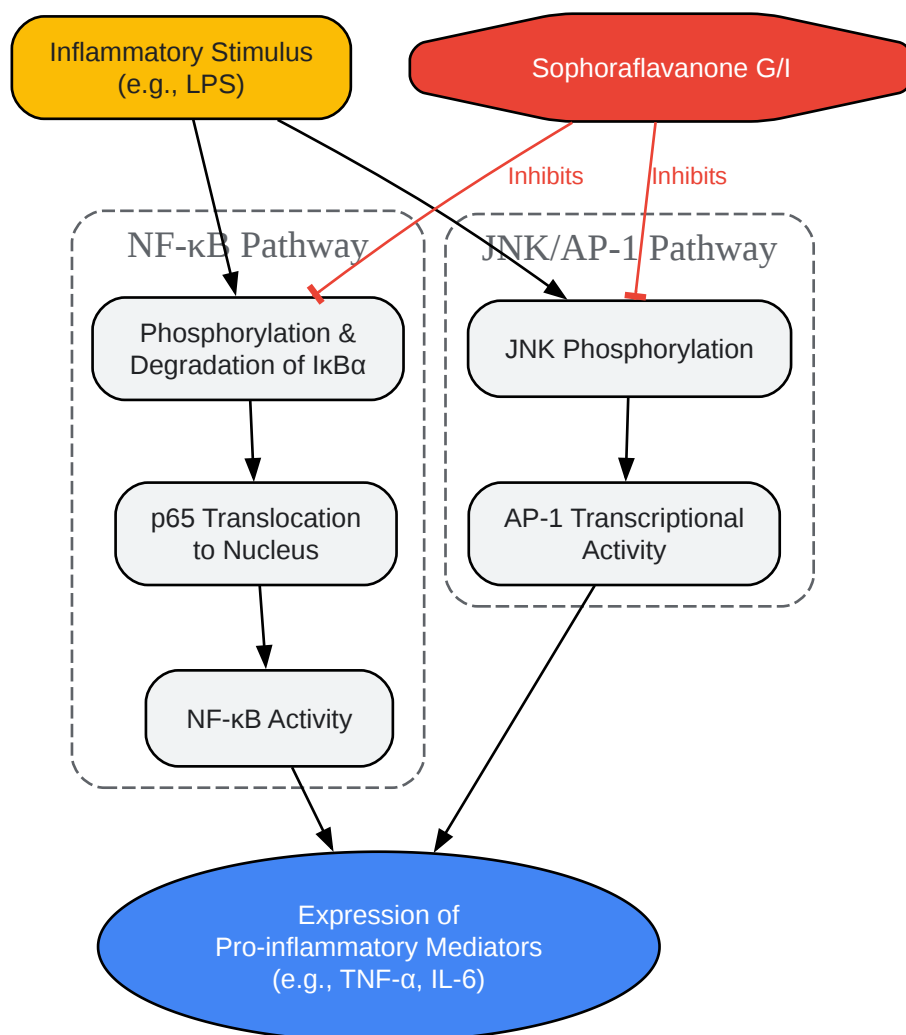 Inflammatory Stimulus
(e.g., LPS)
Sophoraflavanone G/I
Inhibits
Inhibits
NF-κB Pathway
JNK/AP-1 Pathway
Phosphorylation &
Degradation of IκBα
JNK Phosphorylation
p65 Translocation
to Nucleus
AP-1 Transcriptional
Activity
NF-κB Activity
Expression of
Pro-inflammatory Mediators
(e.g., TNF-α, IL-6)